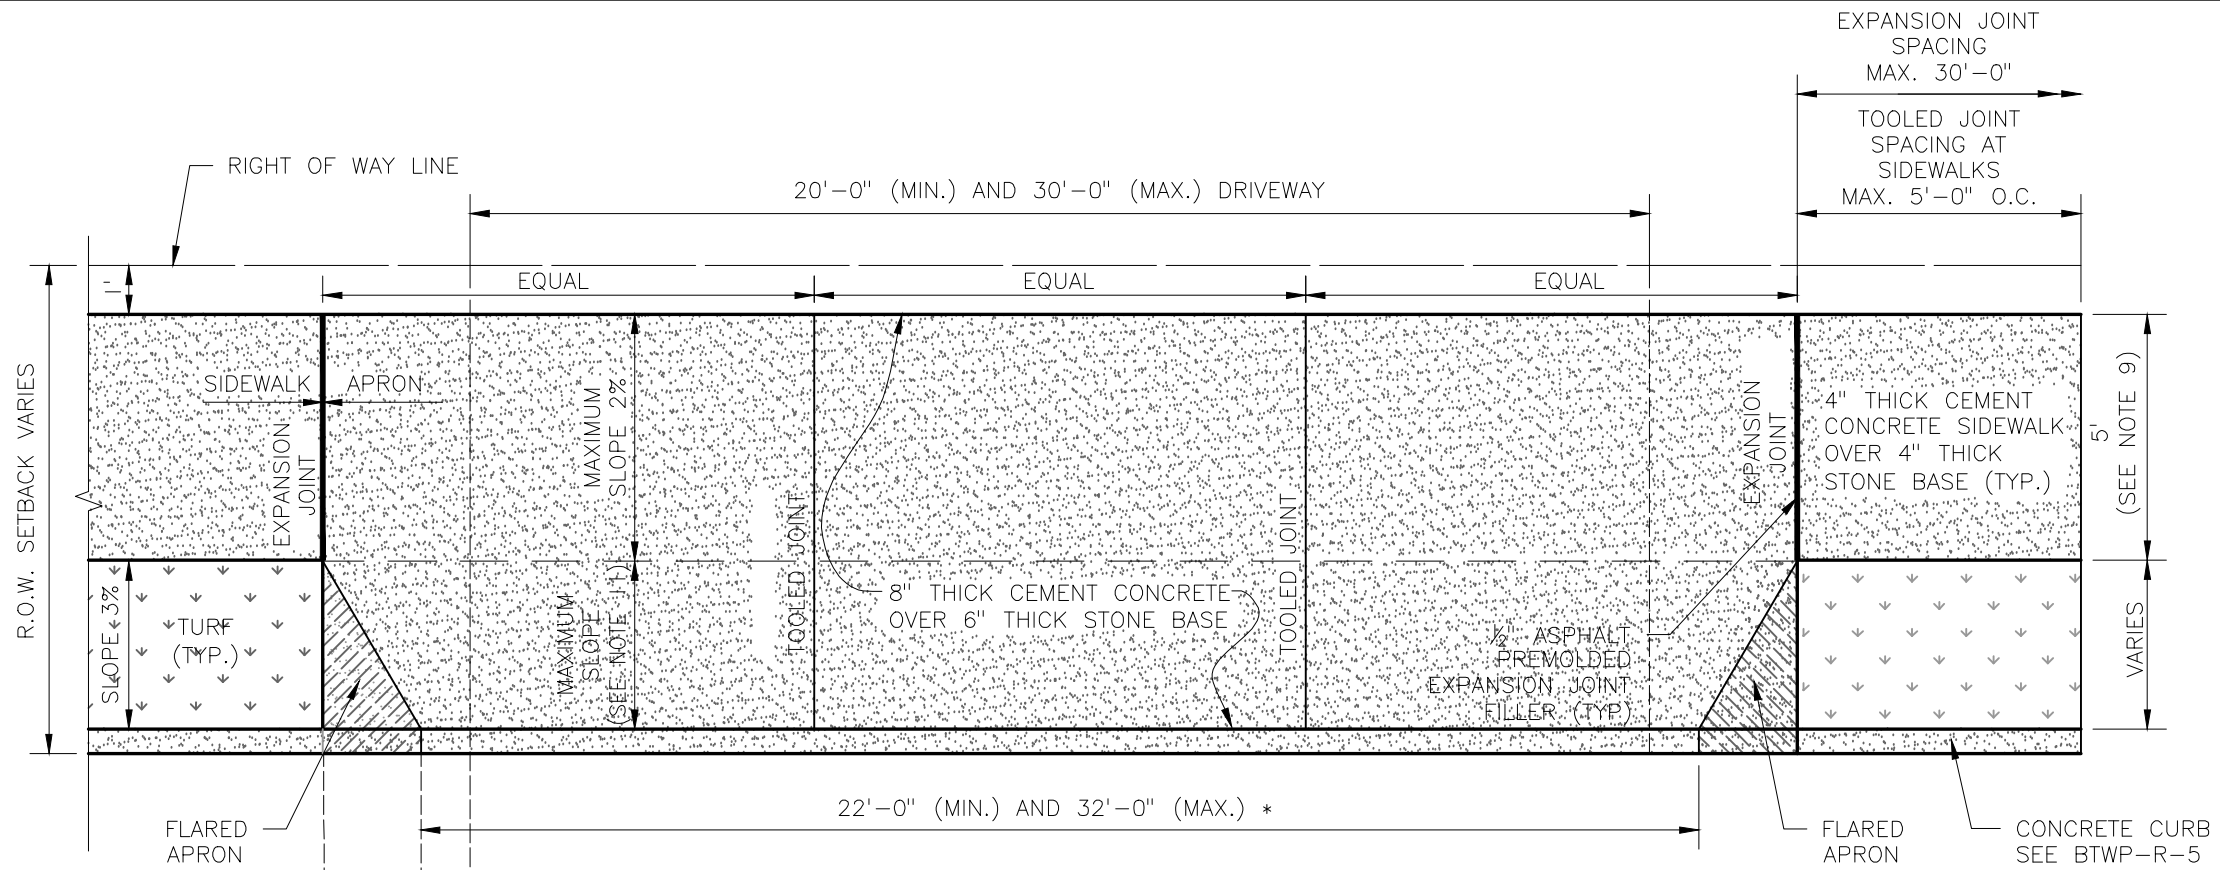 EXPANSION JOINT
SPACING
MAX. 30'-0"
TOOLED JOINT
SPACING AT
SIDEWALKS
MAX. 5'-0" O.C.
RIGHT OF WAY LINE
20'-0" (MIN.) AND 30'-0" (MAX.) DRIVEWAY
1'
EQUAL
EQUAL
EQUAL
R.O.W. SETBACK VARIES
SIDEWALK
APRON
EXPANSION
JOINT
MAXIMUM
SLOPE 2%
TOOLED JOINT
TOOLED JOINT
EXPANSION
JOINT
4" THICK CEMENT
CONCRETE SIDEWALK
OVER 4" THICK
STONE BASE (TYP.)
5'
(SEE NOTE 9)
SLOPE 3%
TURF
(TYP.)
MAXIMUM
SLOPE
(SEE NOTE 11)
8" THICK CEMENT CONCRETE
OVER 6" THICK STONE BASE
½" ASPHALT
PREMOLDED
EXPANSION JOINT
FILLER (TYP)
VARIES
22'-0" (MIN.) AND 32'-0" (MAX.) *
FLARED
APRON
FLARED
APRON
CONCRETE CURB
SEE BTWP-R-5